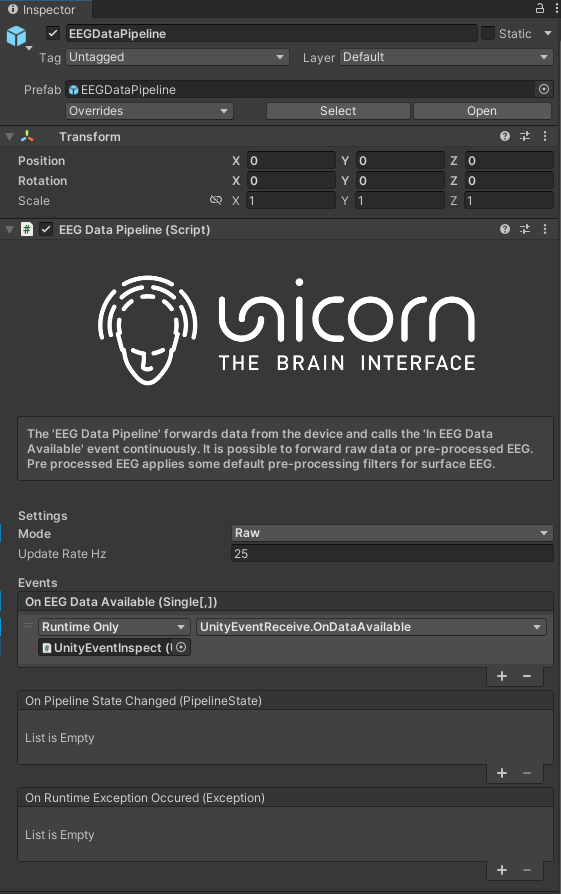 Inspector
EEGDataPipeline Static
Tag Untagged Layer Default
Prefab EEGDataPipeline
Overrides Select Open
Transform
Position X 0 Y 0 Z 0
Rotation X 0 Y 0 Z 0
Scale X 1 Y 1 Z 1
# EEG Data Pipeline (Script)
unicorn
THE BRAIN INTERFACE
The 'EEG Data Pipeline' forwards data from the device and calls the 'In EEG Data
Available' event continuously. It is possible to forward raw data or pre-processed EEG.
Pre processed EEG applies some default pre-processing filters for surface EEG.
Settings
Mode Raw
Update Rate Hz 25
Events
On EEG Data Available (Single[,])
Runtime Only UnityEventReceive.OnDataAvailable
UnityEventInspect (
+ −
On Pipeline State Changed (PipelineState)
List is Empty
+ −
On Runtime Exception Occured (Exception)
List is Empty
+ −